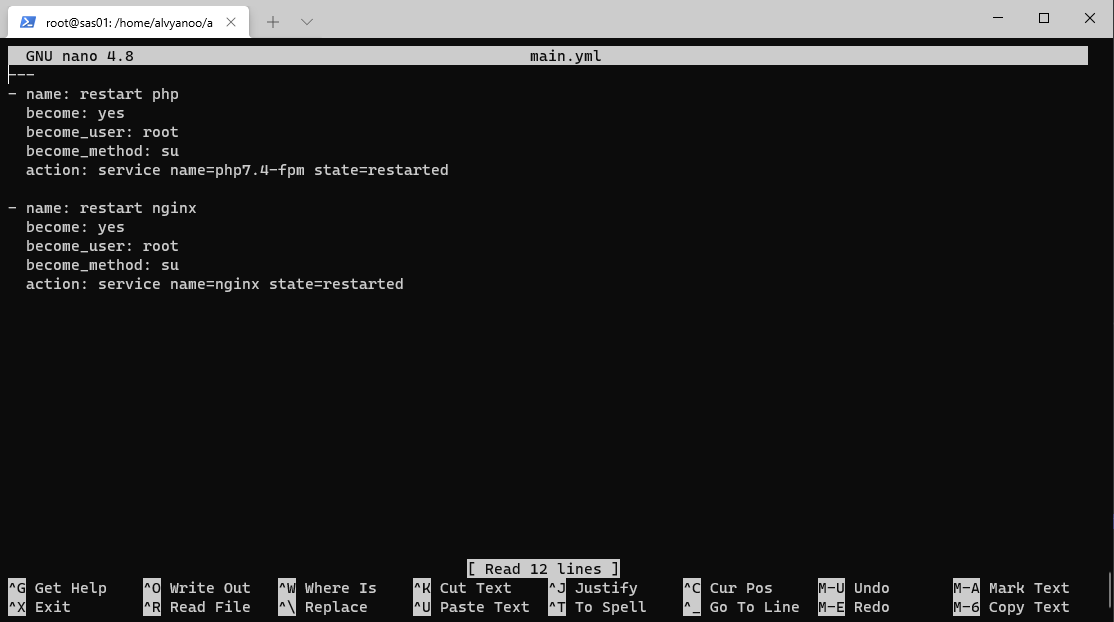 root@sas01: /home/alvyanoo/a
GNU nano 4.8 main.yml
---
- name: restart php
  become: yes
  become_user: root
  become_method: su
  action: service name=php7.4-fpm state=restarted

- name: restart nginx
  become: yes
  become_user: root
  become_method: su
  action: service name=nginx state=restarted

[ Read 12 lines ]
^G Get Help ^O Write Out ^W Where Is ^K Cut Text ^J Justify ^C Cur Pos M-U Undo M-A Mark Text
^X Exit ^R Read File ^\ Replace ^U Paste Text ^T To Spell ^_ Go To Line M-E Redo M-6 Copy Text